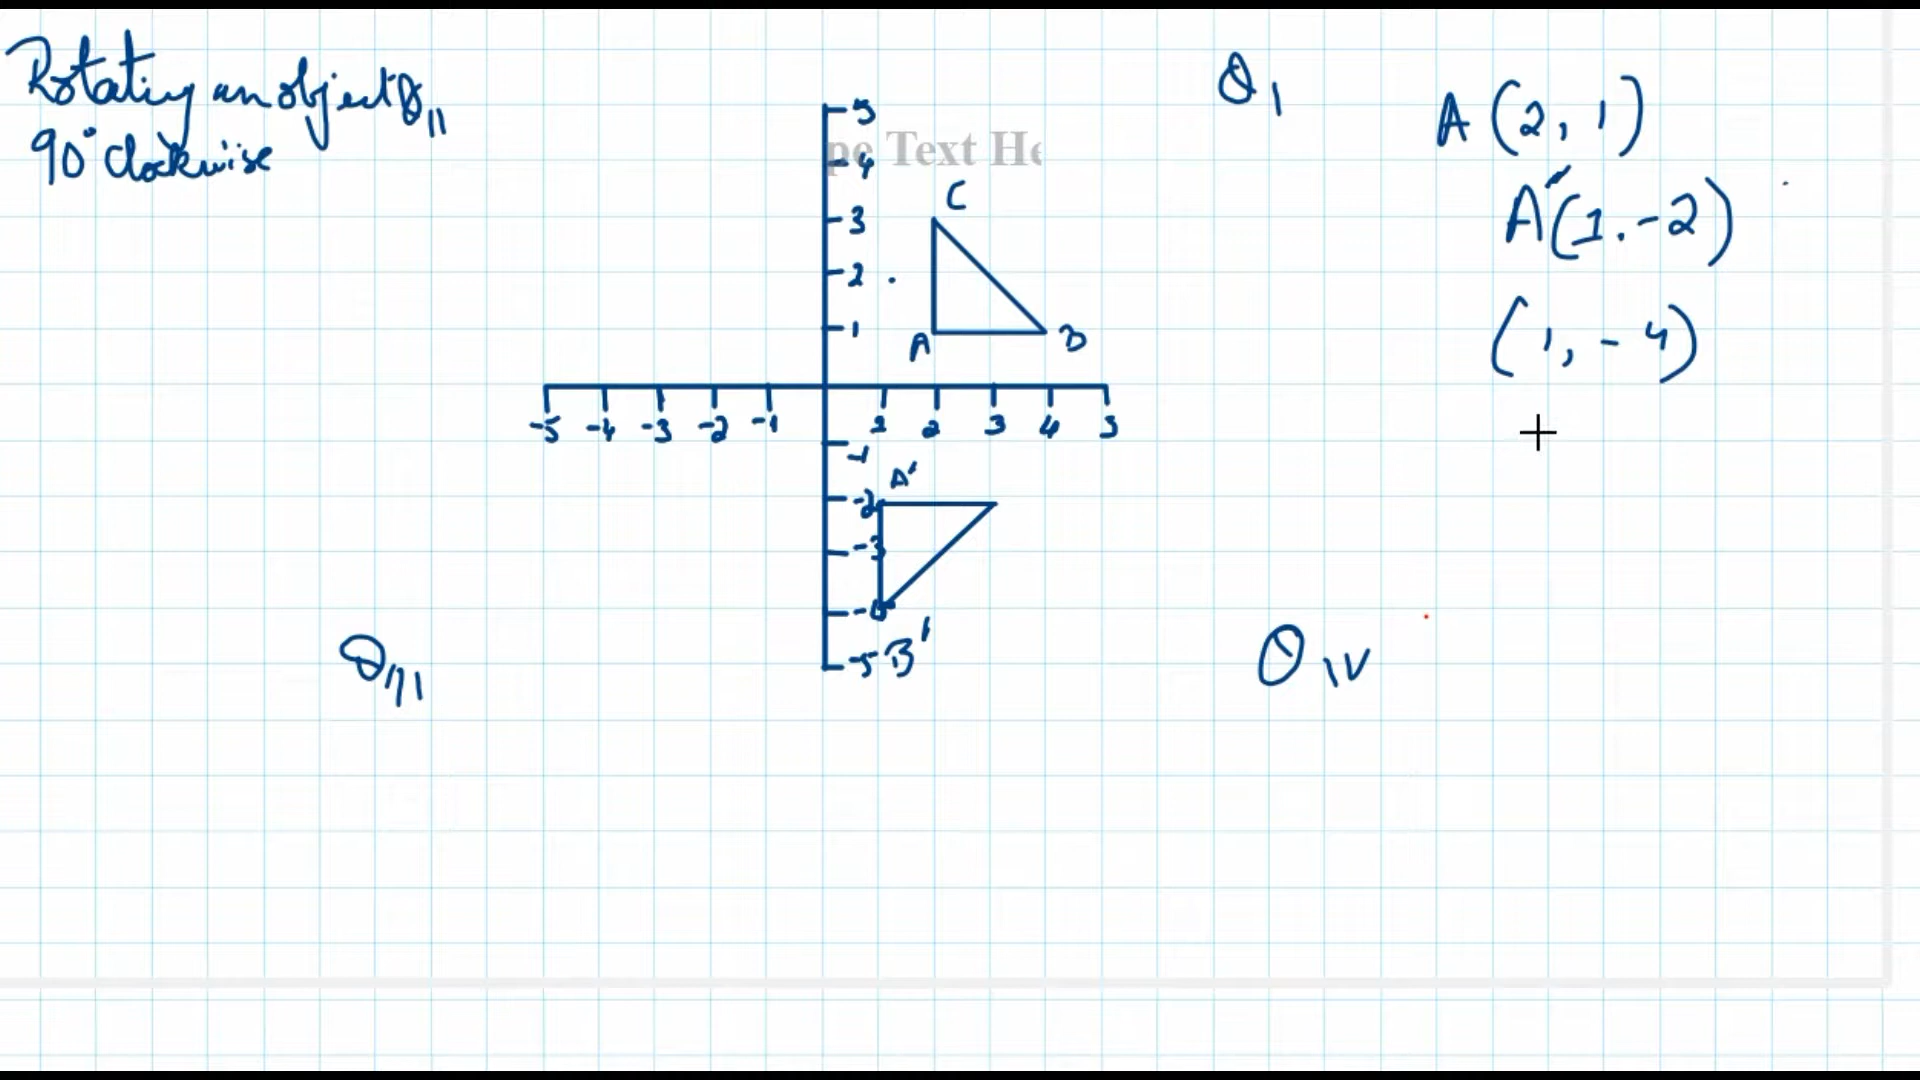 Rotating an object Q II
90° clockwise
Q I
A (2, 1)
A'(1. -2)
(1, -4)
5
pe Text He
4
C
3
2
1
A
B
-5 -4 -3 -2 -1 1 2 3 4 5
-1
A'
-2
-3
-5 B'
Q III
Q IV